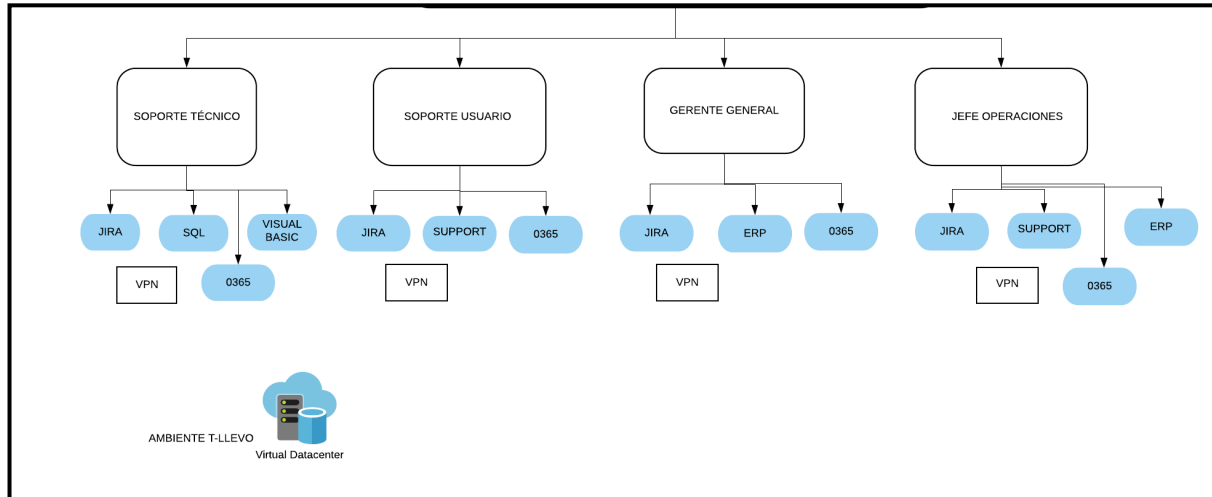 SOPORTE TÉCNICO
SOPORTE USUARIO
GERENTE GENERAL
JEFE OPERACIONES
JIRA
SQL
VISUAL
BASIC
0365
VPN
JIRA
SUPPORT
0365
VPN
JIRA
ERP
0365
VPN
JIRA
SUPPORT
ERP
0365
VPN
AMBIENTE T-LLEVO
Virtual Datacenter